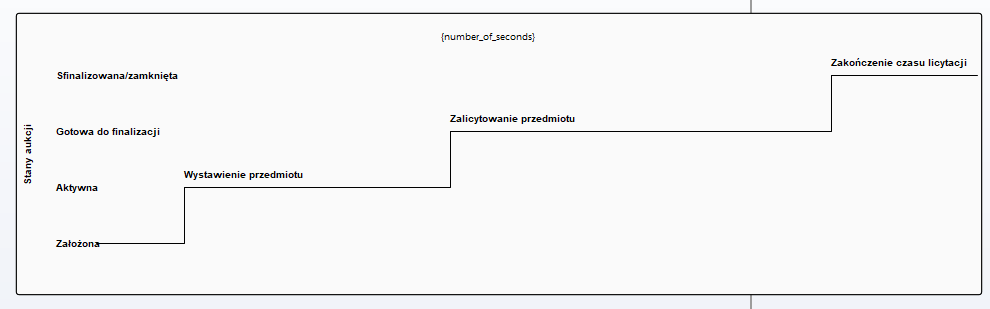 {number_of_seconds}
Zakończenie czasu licytacji
Sfinalizowana/zamknięta
Zalicytowanie przedmiotu
Gotowa do finalizacji
Stany aukcji
Wystawienie przedmiotu
Aktywna
Założona